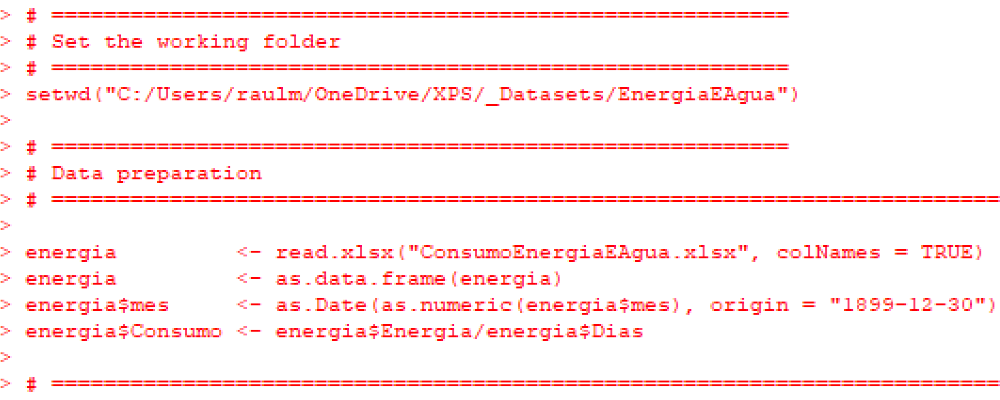 > # ========================================================
> # Set the working folder
> # ========================================================
> setwd("C:/Users/raulm/OneDrive/XPS/_Datasets/EnergiaEAgua")
>
> # ========================================================
> # Data preparation
> # ========================================================================
>
> energia         <- read.xlsx("ConsumoEnergiaEAgua.xlsx", colNames = TRUE)
> energia         <- as.data.frame(energia)
> energia$mes     <- as.Date(as.numeric(energia$mes), origin = "1899-12-30")
> energia$Consumo <- energia$Energia/energia$Dias
>
> # ========================================================================